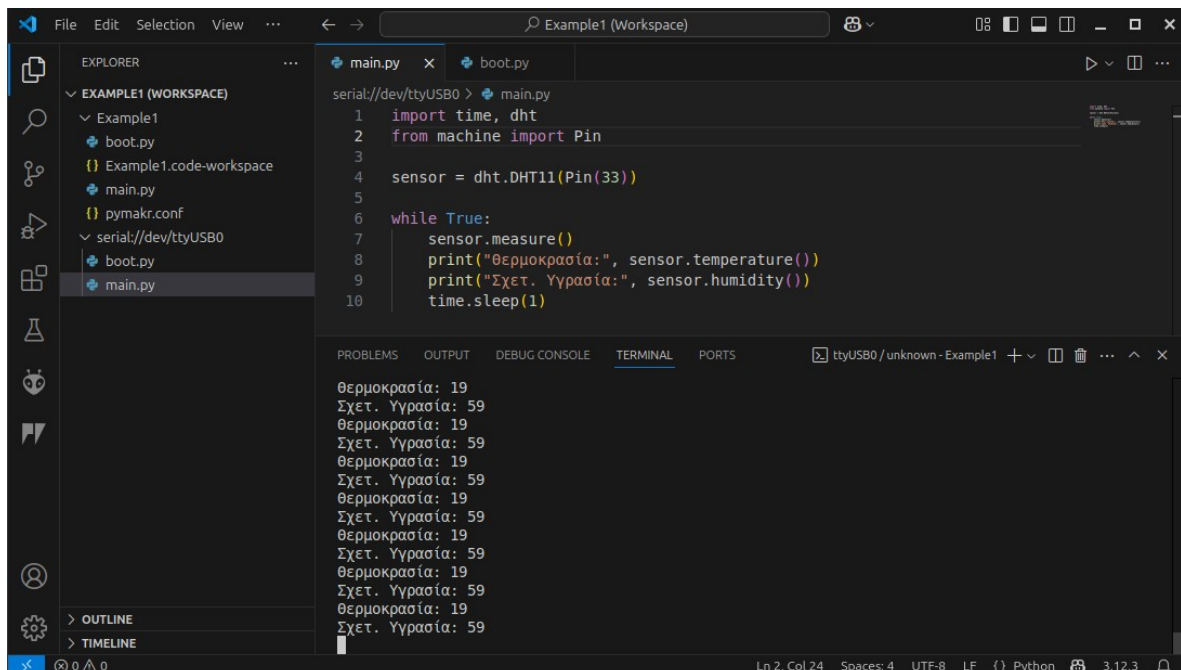 File Edit Selection View ··· Example1 (Workspace)
EXPLORER ···
EXAMPLE1 (WORKSPACE)
Example1
boot.py
{} Example1.code-workspace
main.py
{} pymakr.conf
serial://dev/ttyUSB0
boot.py
main.py
OUTLINE
TIMELINE
main.py × boot.py
serial://dev/ttyUSB0 > main.py
1 import time, dht
2 from machine import Pin
3
4 sensor = dht.DHT11(Pin(33))
5
6 while True:
7 sensor.measure()
8 print("Θερμοκρασία:", sensor.temperature())
9 print("Σχετ. Υγρασία:", sensor.humidity())
10 time.sleep(1)
PROBLEMS OUTPUT DEBUG CONSOLE TERMINAL PORTS ttyUSB0 / unknown - Example1
Θερμοκρασία: 19
Σχετ. Υγρασία: 59
Θερμοκρασία: 19
Σχετ. Υγρασία: 59
Θερμοκρασία: 19
Σχετ. Υγρασία: 59
Θερμοκρασία: 19
Σχετ. Υγρασία: 59
Θερμοκρασία: 19
Σχετ. Υγρασία: 59
Θερμοκρασία: 19
Σχετ. Υγρασία: 59
Θερμοκρασία: 19
Σχετ. Υγρασία: 59
0 0 Ln 2, Col 24 Spaces: 4 UTF-8 LF {} Python 3.12.3